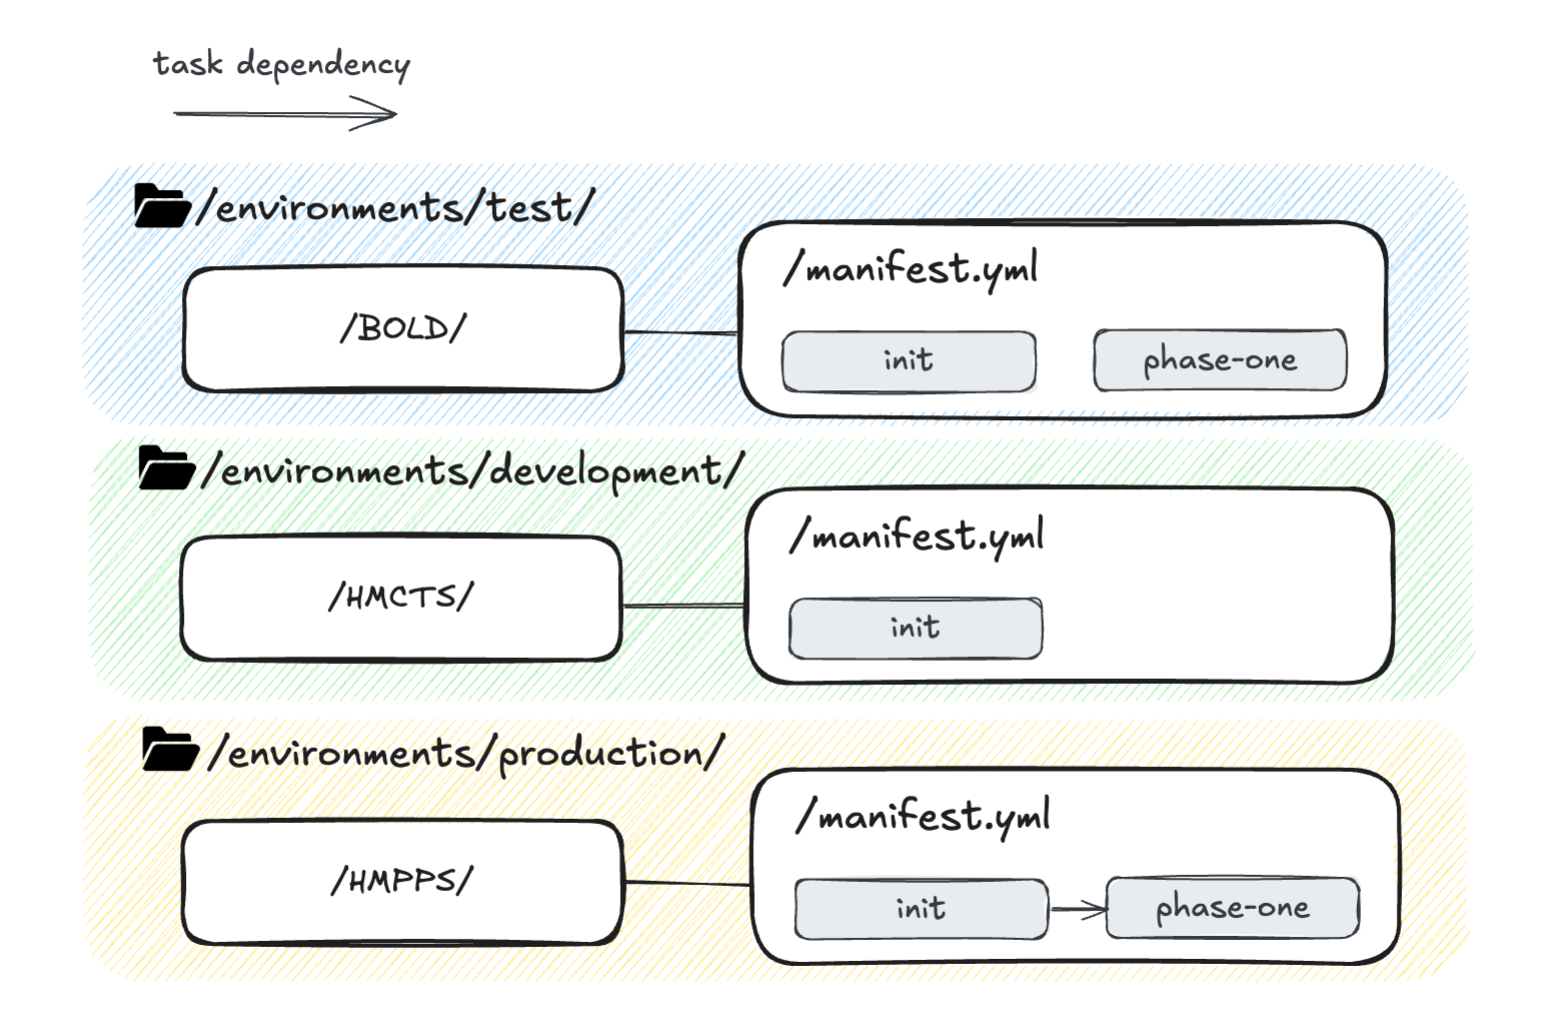 task dependency
/environments/test/
/BOLD/
/manifest.yml
init
phase-one
/environments/development/
/HMCTS/
/manifest.yml
init
/environments/production/
/HMPPS/
/manifest.yml
init
phase-one